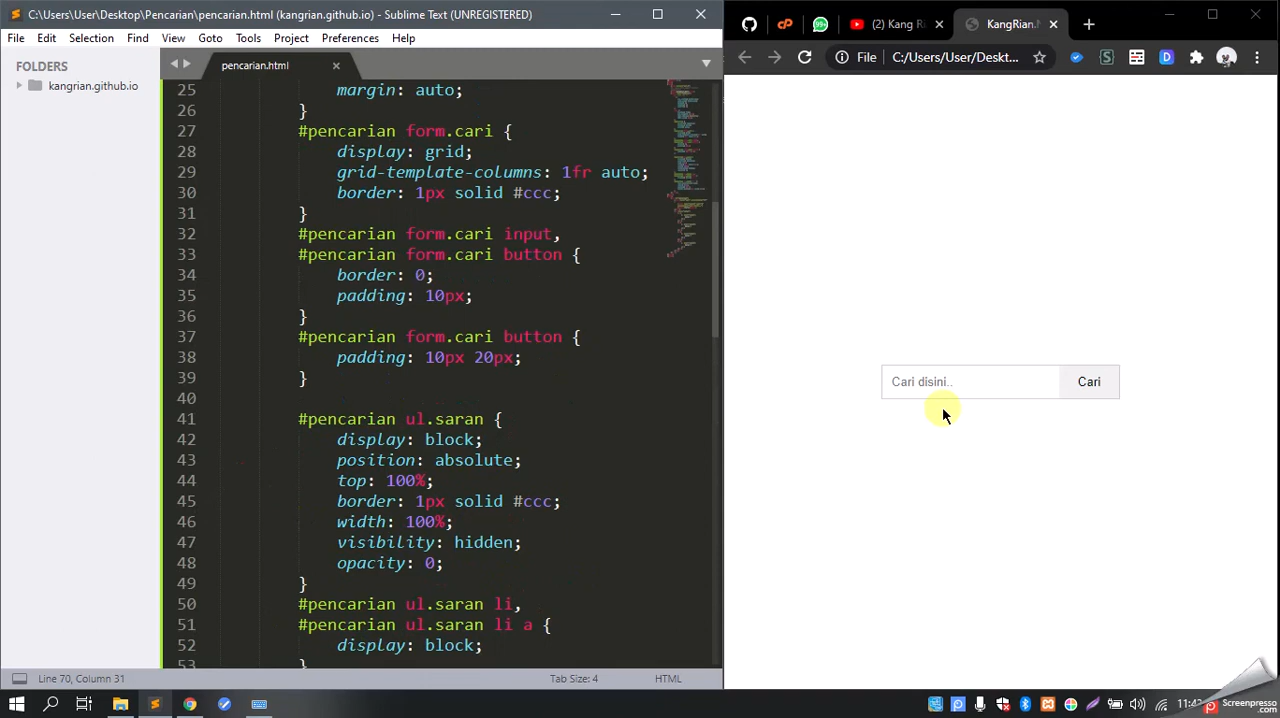 C:\Users\User\Desktop\Pencarian\pencarian.html (kangrian.github.io) - Sublime Text (UNREGISTERED)
File Edit Selection Find View Goto Tools Project Preferences Help
FOLDERS
kangrian.github.io
pencarian.html
25 margin: auto;
26 }
27 #pencarian form.cari {
28 display: grid;
29 grid-template-columns: 1fr auto;
30 border: 1px solid #ccc;
31 }
32 #pencarian form.cari input,
33 #pencarian form.cari button {
34 border: 0;
35 padding: 10px;
36 }
37 #pencarian form.cari button {
38 padding: 10px 20px;
39 }
40
41 #pencarian ul.saran {
42 display: block;
43 position: absolute;
44 top: 100%;
45 border: 1px solid #ccc;
46 width: 100%;
47 visibility: hidden;
48 opacity: 0;
49 }
50 #pencarian ul.saran li,
51 #pencarian ul.saran li a {
52 display: block;
53 }
Line 70, Column 31
Tab Size: 4
HTML
99+
(2) Kang R
KangRian.
File
C:/Users/User/Deskt...
Cari disini..
Cari
Screenpresso.com